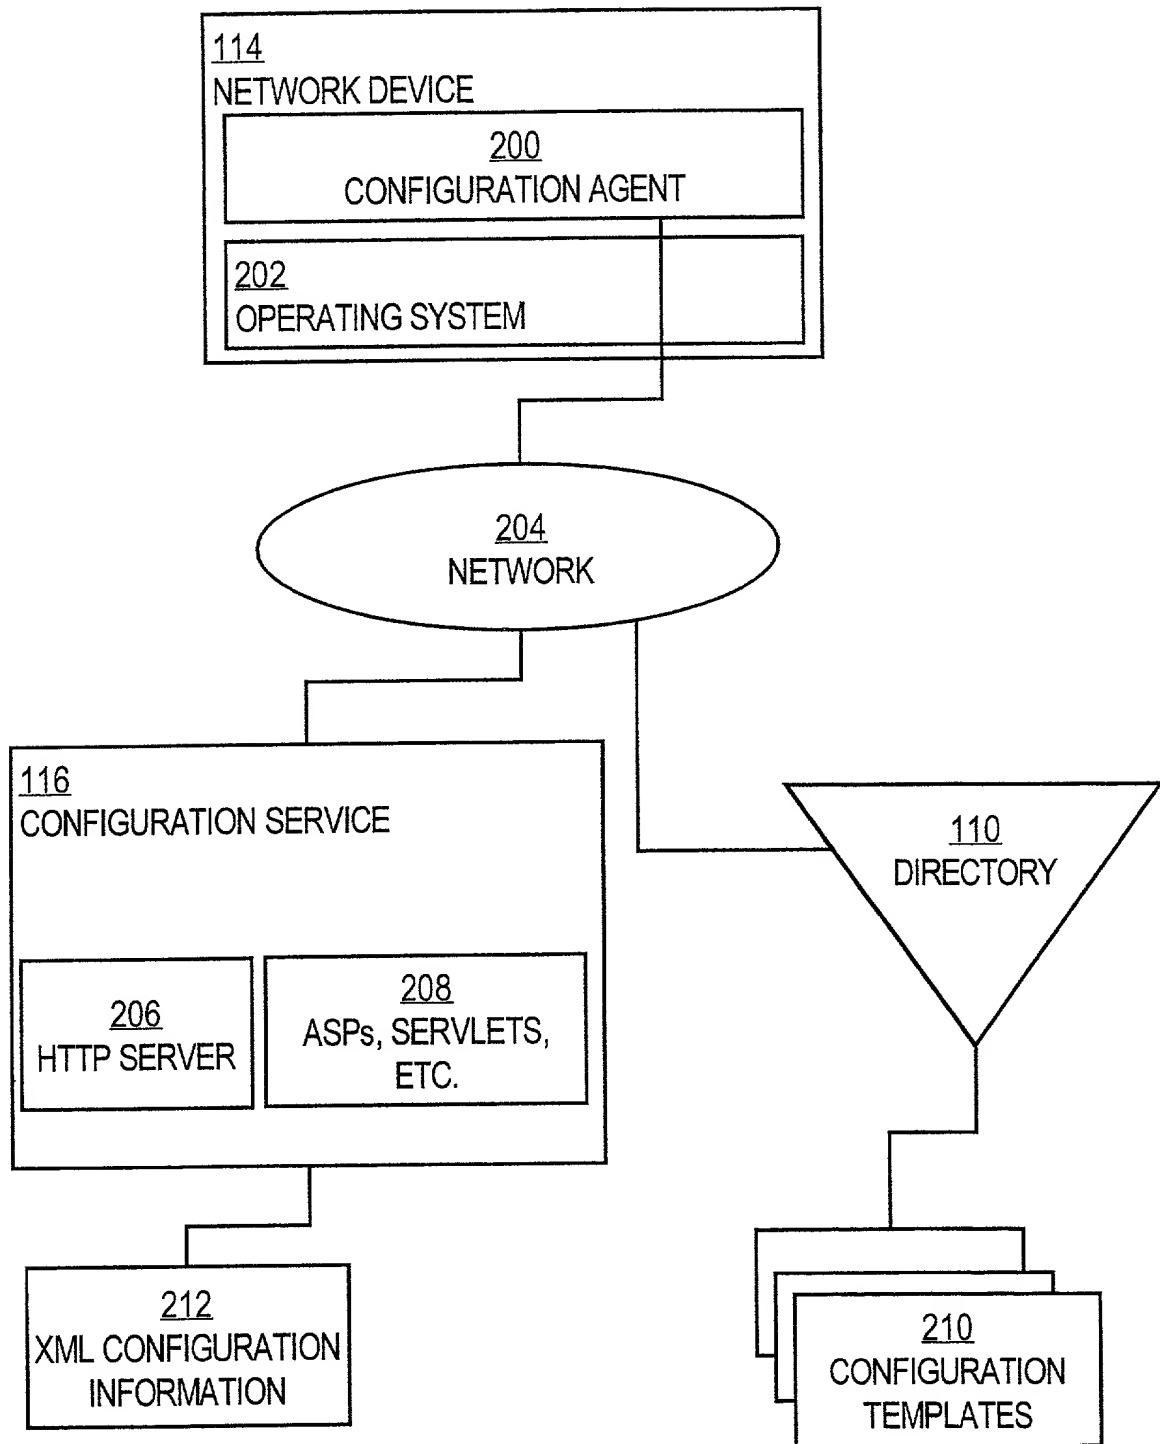 114
NETWORK DEVICE
200
CONFIGURATION AGENT
202
OPERATING SYSTEM
204
NETWORK
116
CONFIGURATION SERVICE
206
HTTP SERVER
208
ASPs, SERVLETS,
ETC.
110
DIRECTORY
212
XML CONFIGURATION
INFORMATION
210
CONFIGURATION
TEMPLATES